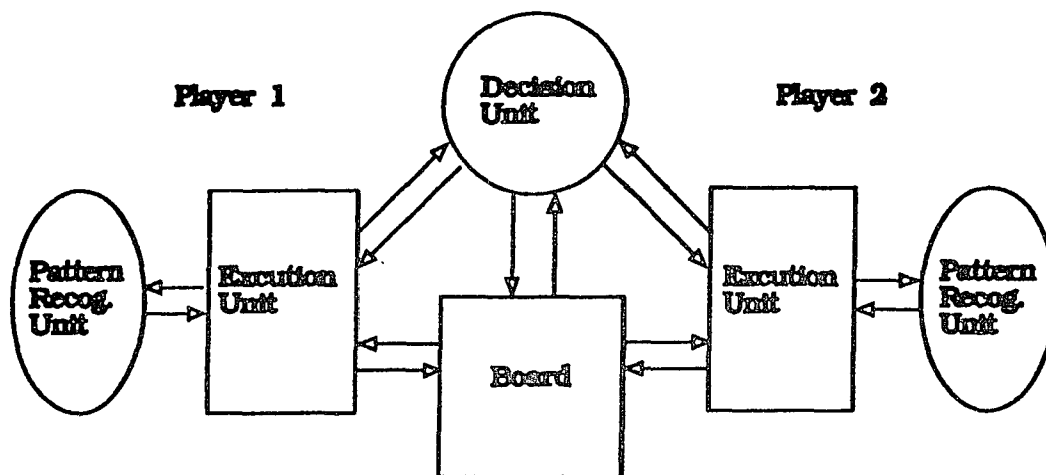 Player 1
Decision
Unit
Player 2
Pattern
Recog.
Unit
Excution
Unit
Board
Excution
Unit
Pattern
Recog.
Unit